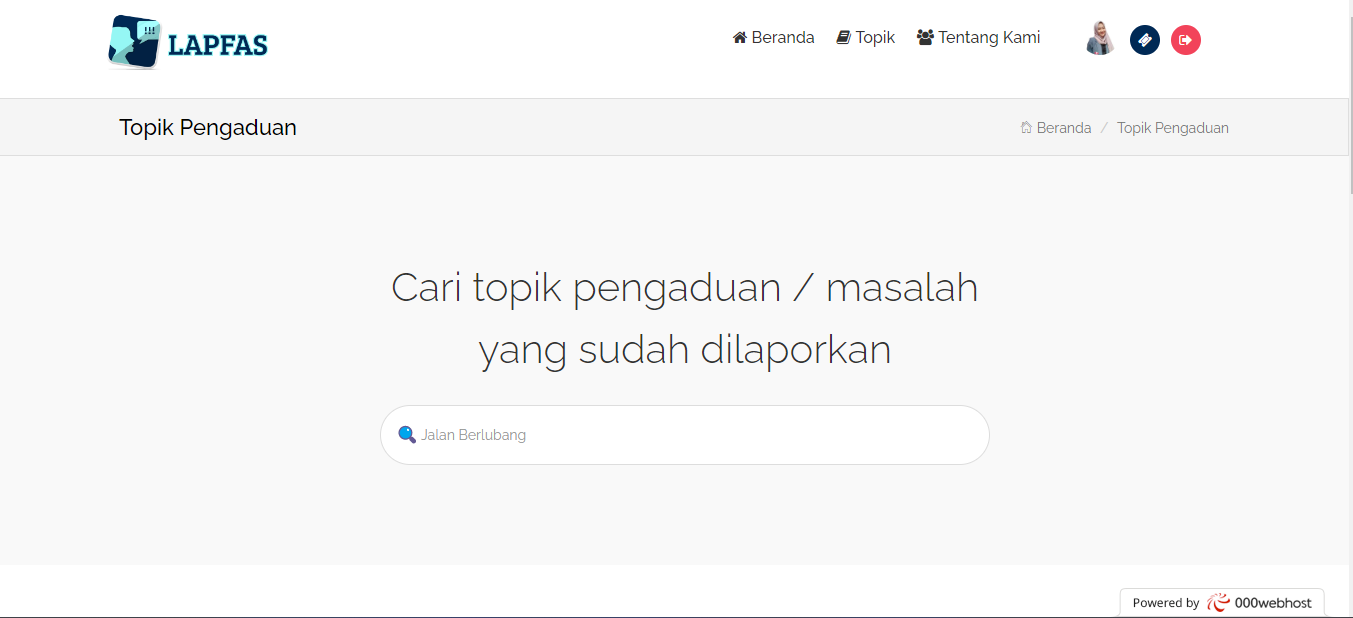 !!!
LAPFAS
Beranda
Topik
Tentang Kami
Topik Pengaduan
Beranda / Topik Pengaduan
Cari topik pengaduan / masalah
yang sudah dilaporkan
Jalan Berlubang
Powered by 000webhost